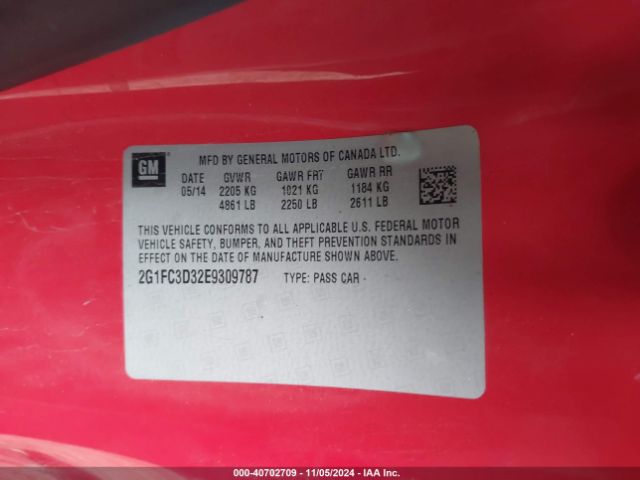 GM
MFD BY GENERAL MOTORS OF CANADA LTD.
DATE GVWR GAWR FRT GAWR RR
05/14 2205 KG 1021 KG 1184 KG
4861 LB 2250 LB 2611 LB
THIS VEHICLE CONFORMS TO ALL APPLICABLE U.S. FEDERAL MOTOR
VEHICLE SAFETY, BUMPER, AND THEFT PREVENTION STANDARDS IN
EFFECT ON THE DATE OF MANUFACTURE SHOWN ABOVE.
2G1FC3D32E9309787 TYPE: PASS CAR
000-40702709 - 11/05/2024 - IAA Inc.